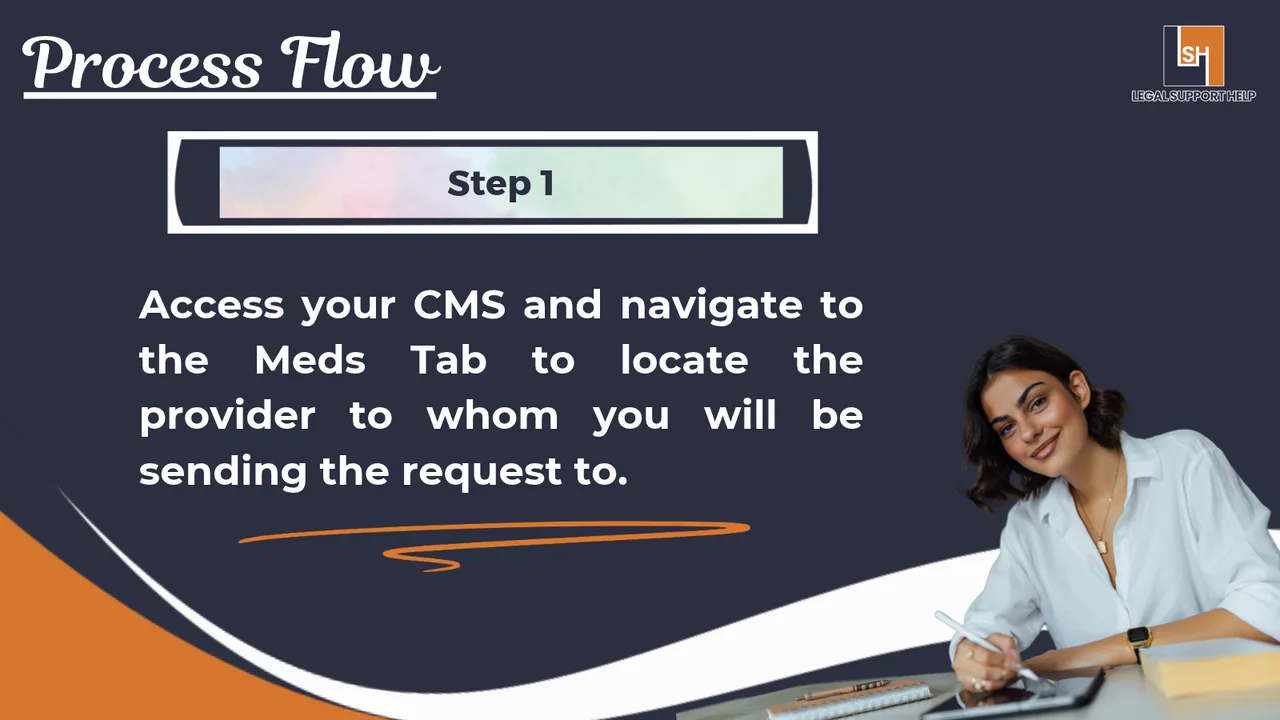 Process Flow
LSH
LEGAL SUPPORT HELP
Step 1
Access your CMS and navigate to
the Meds Tab to locate the
provider to whom you will be
sending the request to.